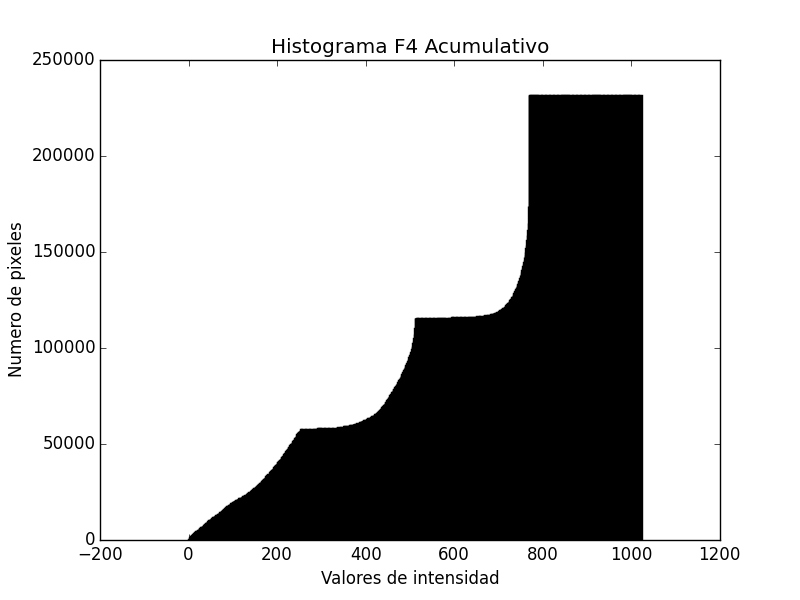 Histograma F4 Acumulativo
250000
200000
150000
100000
50000
0
Numero de pixeles
−200 0 200 400 600 800 1000 1200
Valores de intensidad